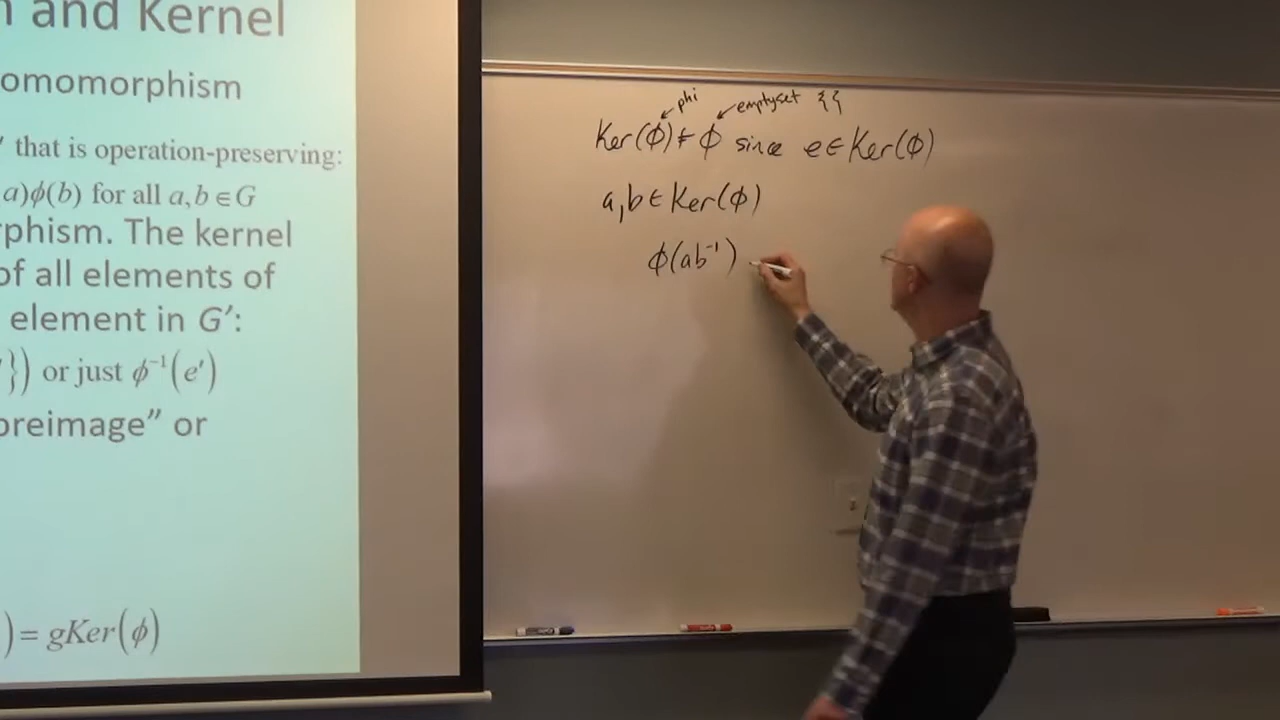 n and Kernel
omomorphism
' that is operation-preserving:
a)ϕ(b) for all a,b∈G
rphism. The kernel
of all elements of
element in G′:
′}) or just ϕ⁻¹(e′)
preimage” or
)= gKer(ϕ)
phi
emptyset { {
Ker(ϕ) ≠ ϕ since e∈Ker(ϕ)
a,b∈Ker(ϕ)
ϕ(ab⁻¹)